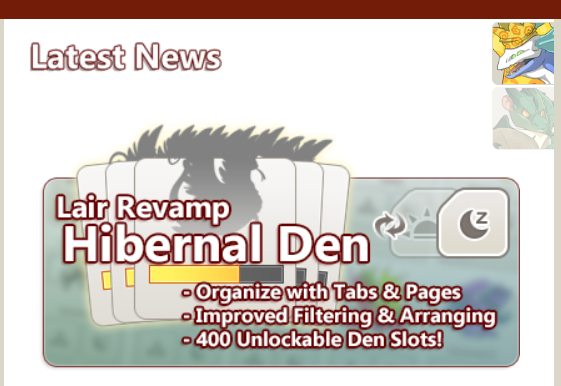 Latest News
Lair Revamp
Hibernal Den
- Organize with Tabs & Pages
- Improved Filtering & Arranging
- 400 Unlockable Den Slots!
z